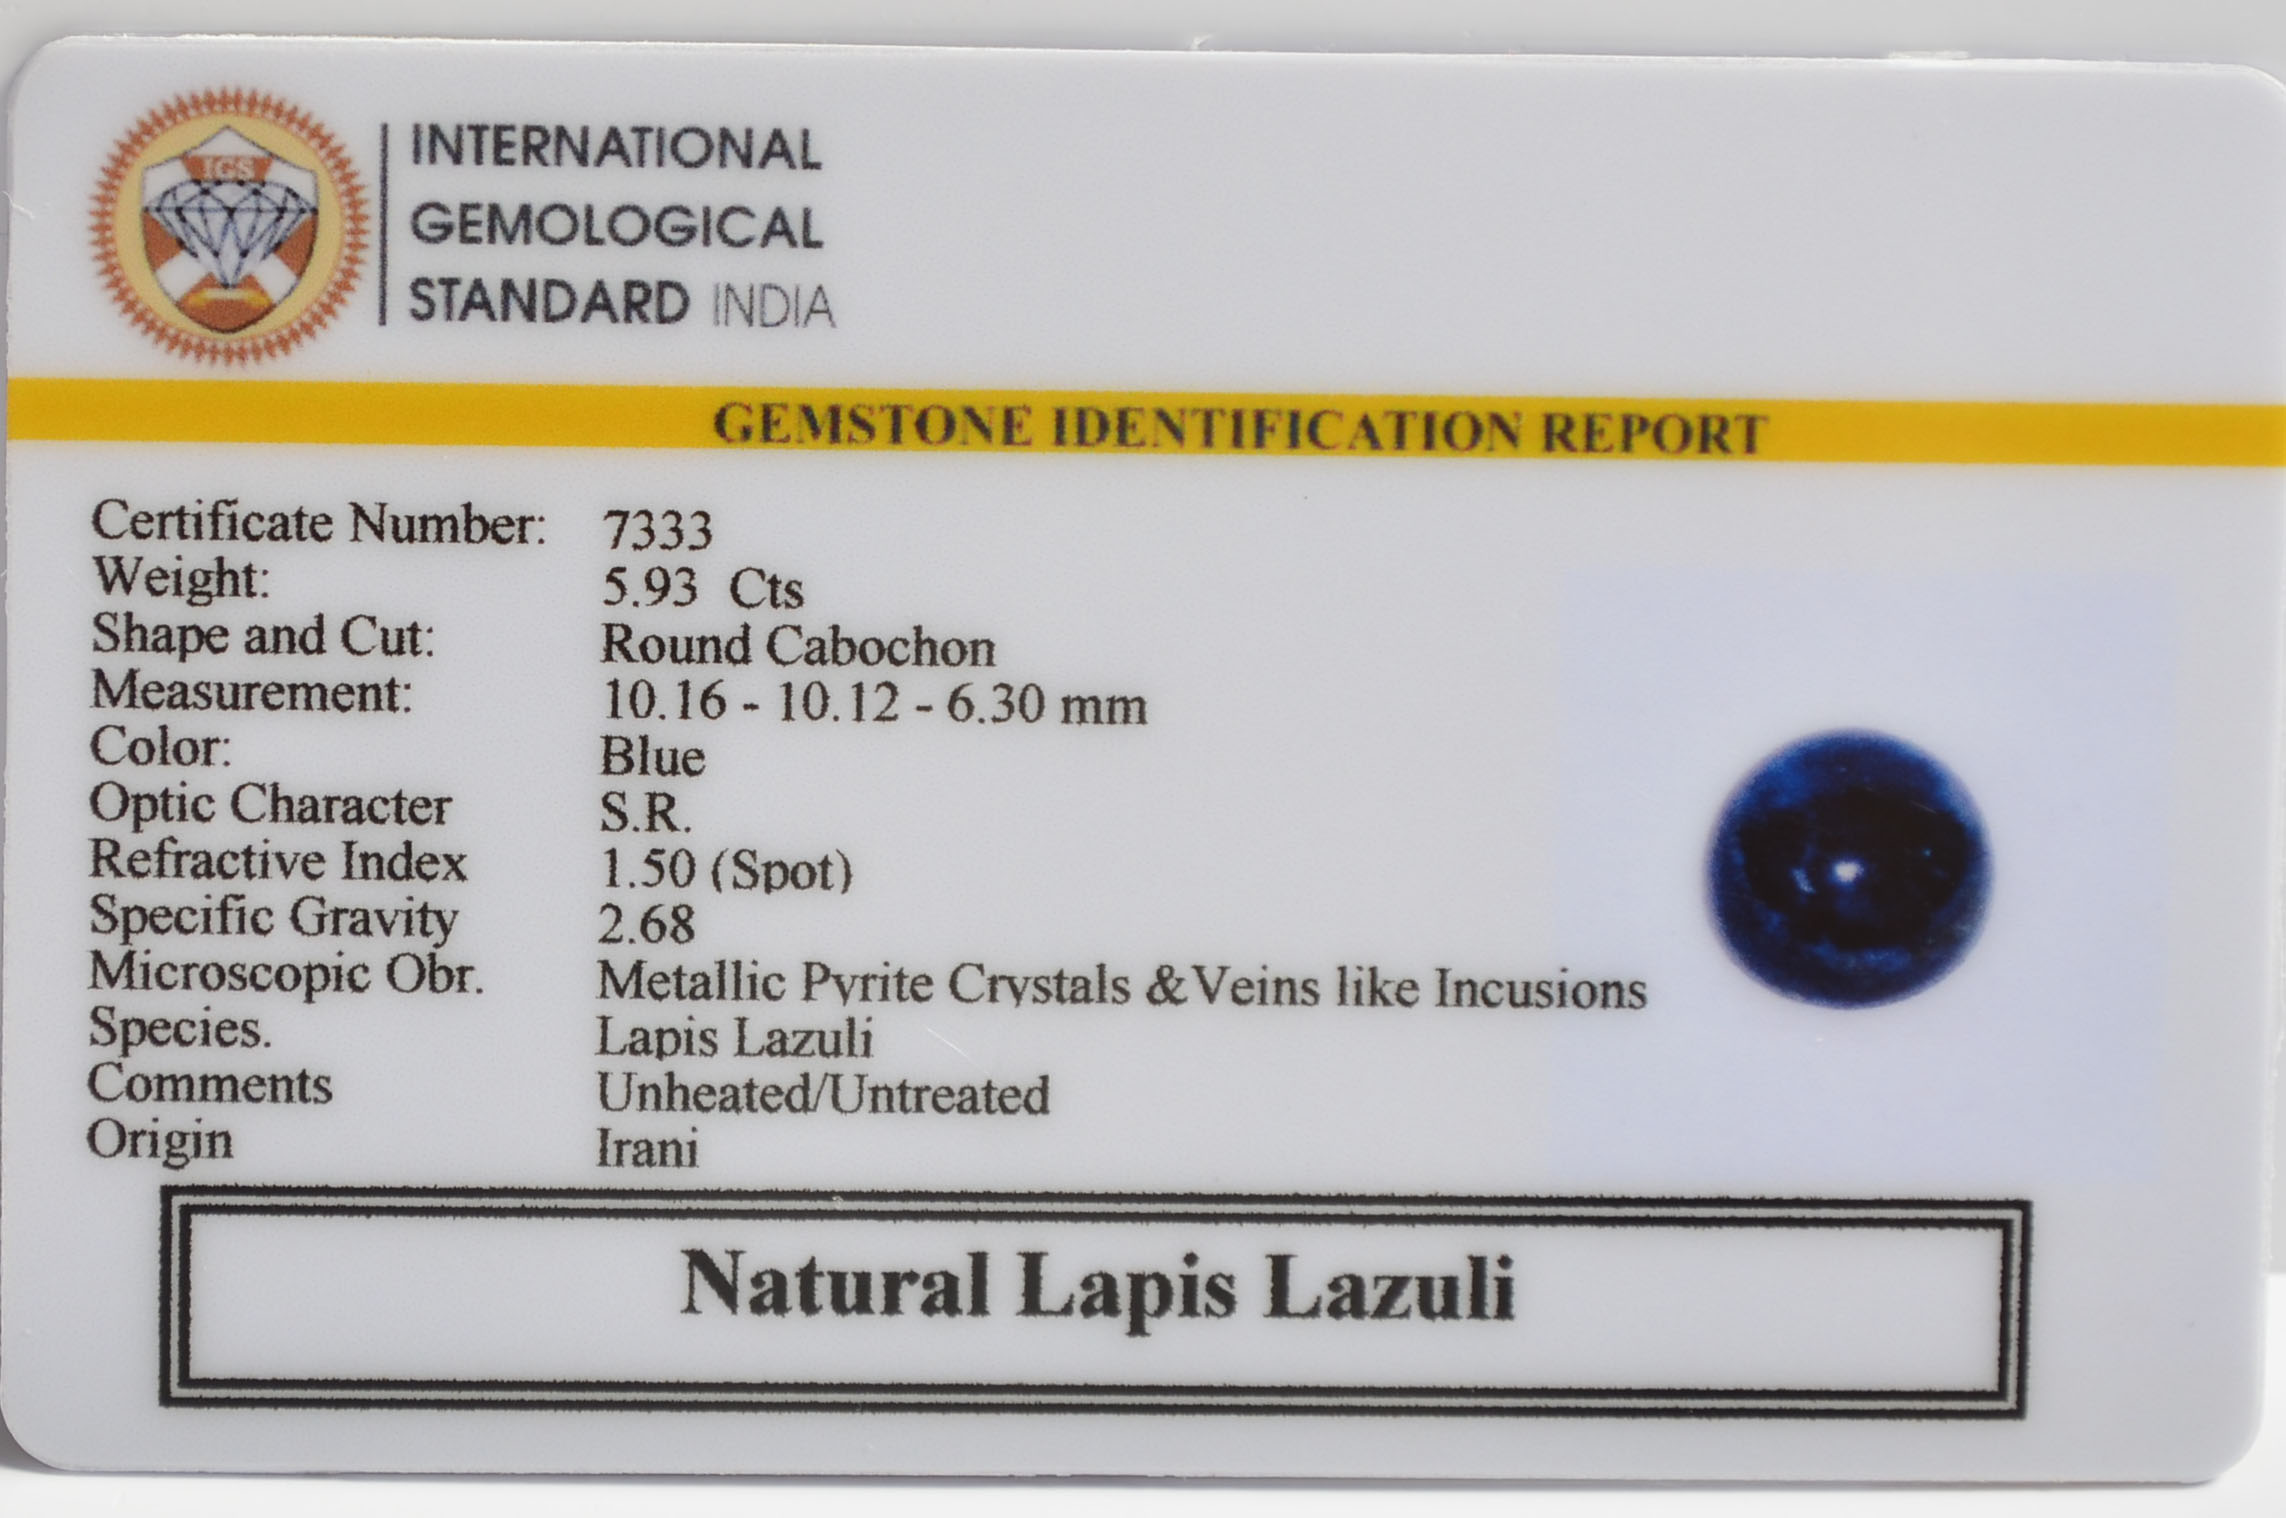 IGS
INTERNATIONAL
GEMOLOGICAL
STANDARD INDIA
GEMSTONE IDENTIFICATION REPORT
Certificate Number: 7333
Weight: 5.93 Cts
Shape and Cut: Round Cabochon
Measurement: 10.16 - 10.12 - 6.30 mm
Color: Blue
Optic Character S.R.
Refractive Index 1.50 (Spot)
Specific Gravity 2.68
Microscopic Obr. Metallic Pyrite Crystals &Veins like Incusions
Species. Lapis Lazuli
Comments Unheated/Untreated
Origin Irani
Natural Lapis Lazuli